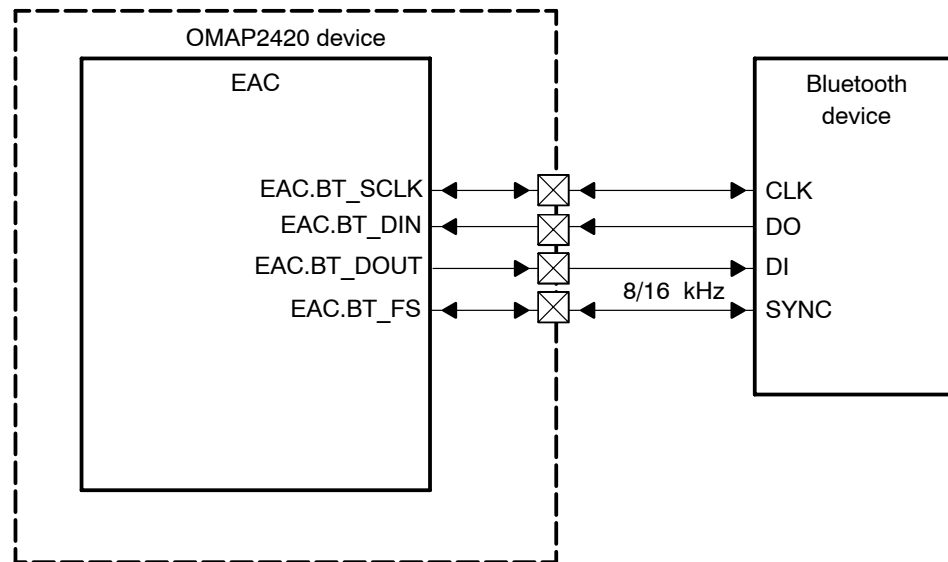 OMAP2420 device
EAC
Bluetooth
device
EAC.BT_SCLK
CLK
EAC.BT_DIN
DO
EAC.BT_DOUT
DI
8/16 kHz
EAC.BT_FS
SYNC